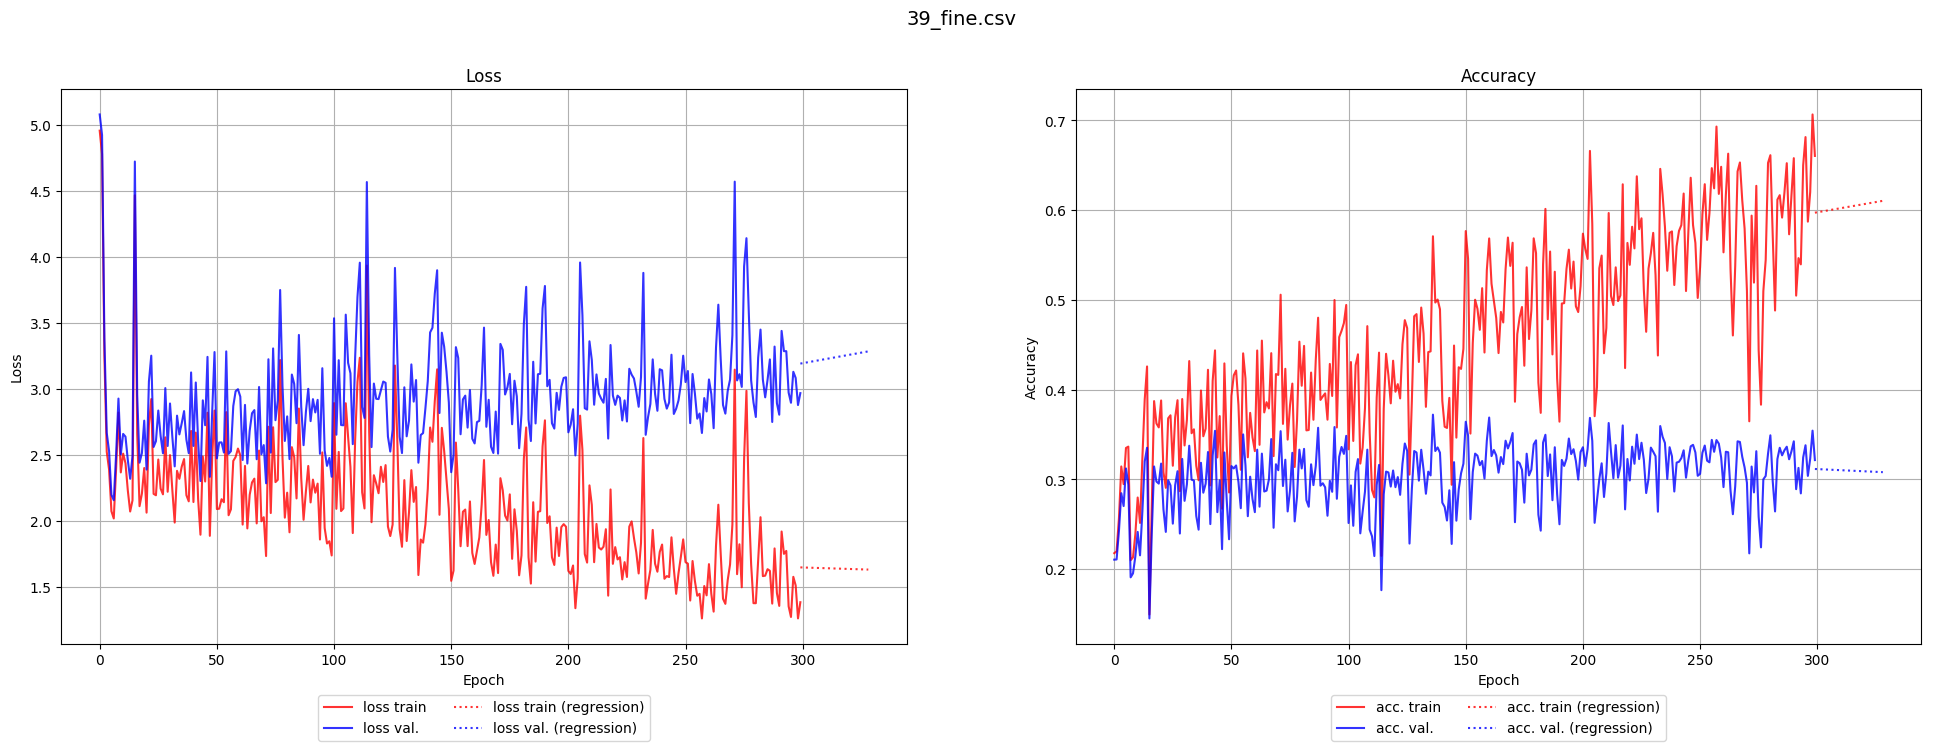 39_fine.csv
Loss
5.0
4.5
4.0
3.5
3.0
2.5
2.0
1.5
Loss
0 50 100 150 200 250 300
Epoch
loss train loss train (regression)
loss val. loss val. (regression)
Accuracy
0.7
0.6
0.5
0.4
0.3
0.2
Accuracy
0 50 100 150 200 250 300
Epoch
acc. train acc. train (regression)
acc. val. acc. val. (regression)